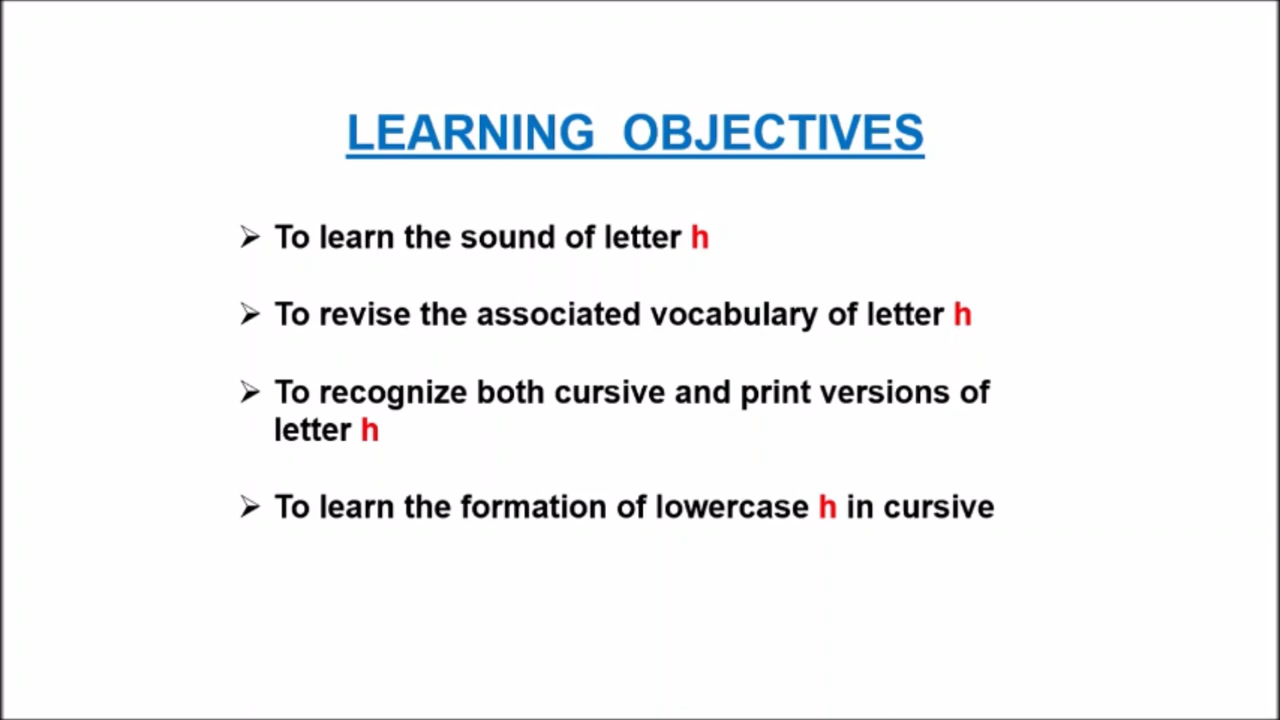 LEARNING OBJECTIVES
➢ To learn the sound of letter h
➢ To revise the associated vocabulary of letter h
➢ To recognize both cursive and print versions of
letter h
➢ To learn the formation of lowercase h in cursive